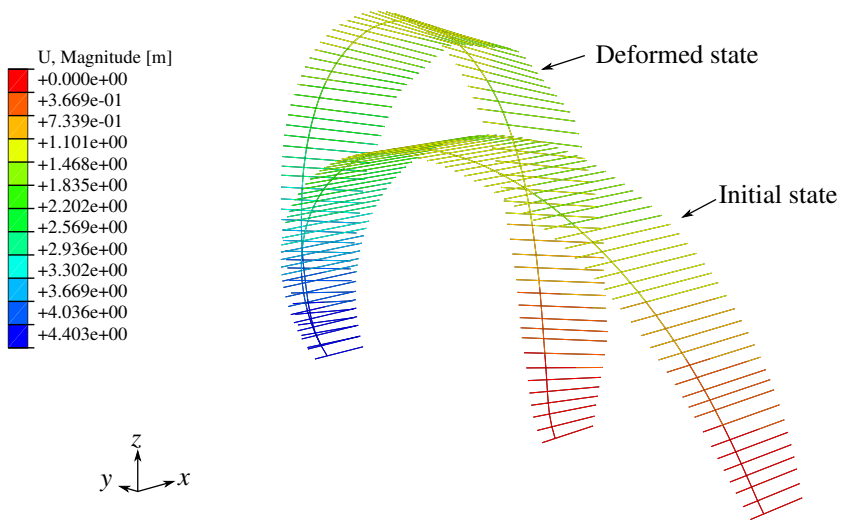 U, Magnitude [m]
+0.000e+00
+3.669e-01
+7.339e-01
+1.101e+00
+1.468e+00
+1.835e+00
+2.202e+00
+2.569e+00
+2.936e+00
+3.302e+00
+3.669e+00
+4.036e+00
+4.403e+00
Deformed state
Initial state
z
y
x